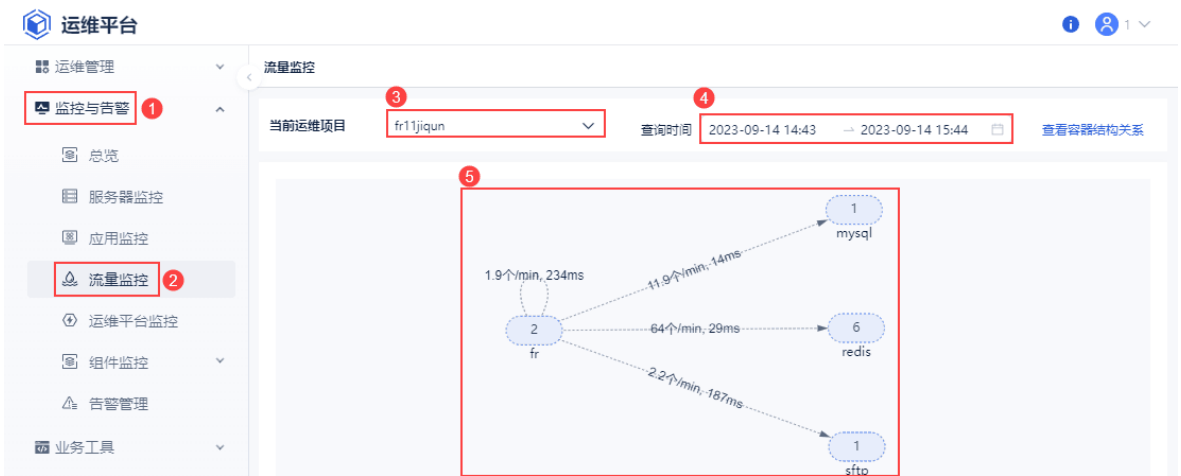 运维平台
1
运维管理
监控与告警 1
总览
服务器监控
应用监控
流量监控 2
运维平台监控
组件监控
告警管理
业务工具
流量监控
3
4
当前运维项目 fr11jiqun 查询时间 2023-09-14 14:43 → 2023-09-14 15:44 查看容器结构关系
5
1
mysql
1.9个/min, 234ms
11.9个/min, 14ms
2
fr
64个/min, 29ms
6
redis
2.2个/min, 187ms
1
sftp